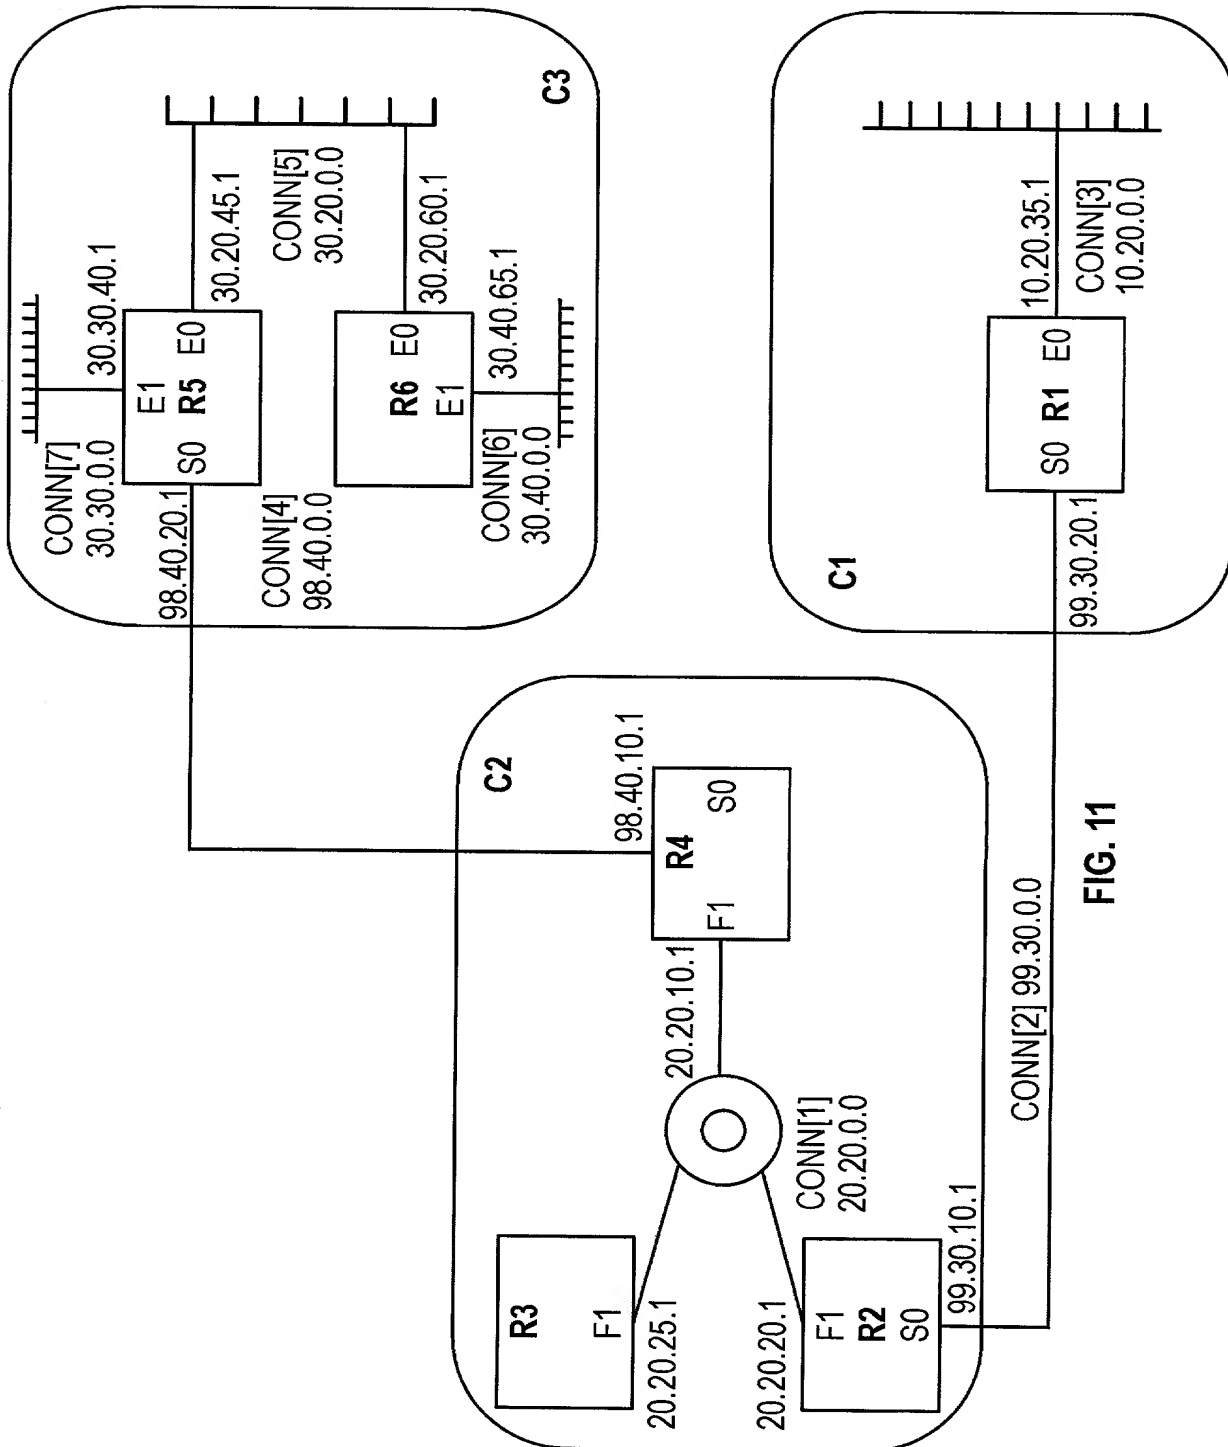 C3
CONN[5]
30.20.0.0
30.30.40.1
30.20.45.1
30.20.60.1
30.40.65.1
E1
R5
E0
S0
R6
E0
E1
CONN[7]
30.30.0.0
98.40.20.1
CONN[4]
98.40.0.0
CONN[6]
30.40.0.0
C1
10.20.35.1
CONN[3]
10.20.0.0
S0
R1
E0
99.30.20.1
C2
98.40.10.1
R4
S0
F1
20.20.10.1
CONN[1]
20.20.0.0
R3
F1
20.20.25.1
20.20.20.1
F1
R2
S0
99.30.10.1
CONN[2] 99.30.0.0
FIG. 11